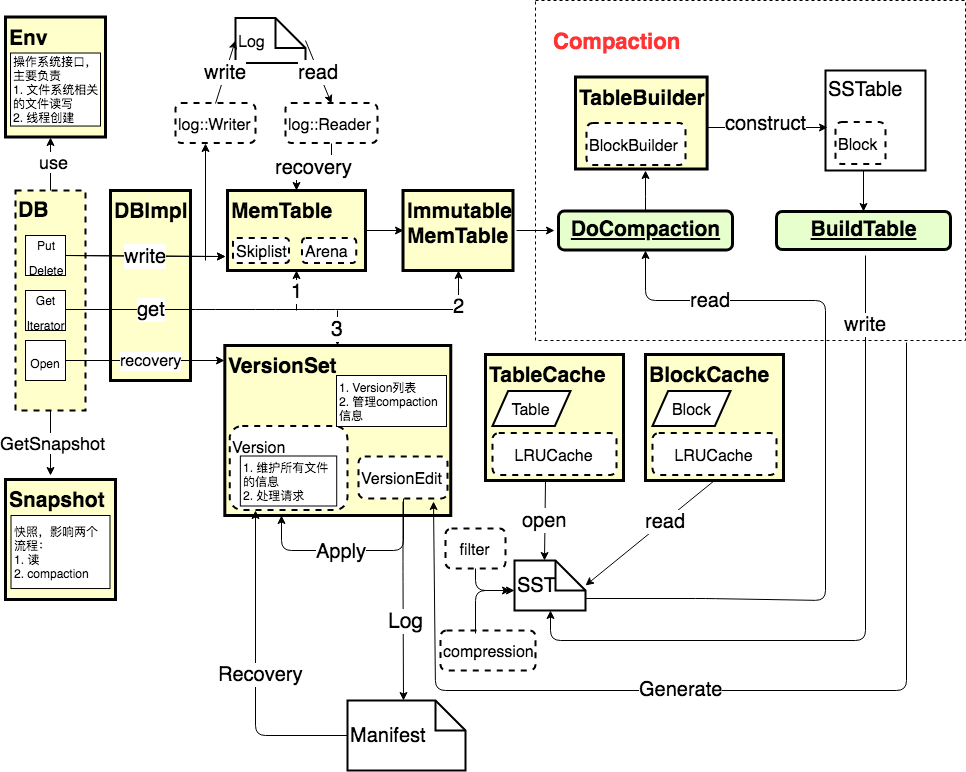 Env
操作系统接口，
主要负责
1. 文件系统相关
的文件读写
2. 线程创建
use
DB
Put
Delete
Get
Iterator
Open
GetSnapshot
Snapshot
快照，影响两个
流程：
1. 读
2. compaction
DBImpl
write
get
recovery
Log
write
read
log::Writer
log::Reader
recovery
MemTable
Skiplist
Arena
Immutable
MemTable
1
2
3
Compaction
TableBuilder
BlockBuilder
construct
SSTable
Block
DoCompaction
BuildTable
read
write
VersionSet
1. Version列表
2. 管理compaction
信息
Version
1. 维护所有文件
的信息
2. 处理请求
VersionEdit
Apply
Log
Recovery
Manifest
TableCache
Table
LRUCache
BlockCache
Block
LRUCache
open
read
filter
SST
compression
Generate